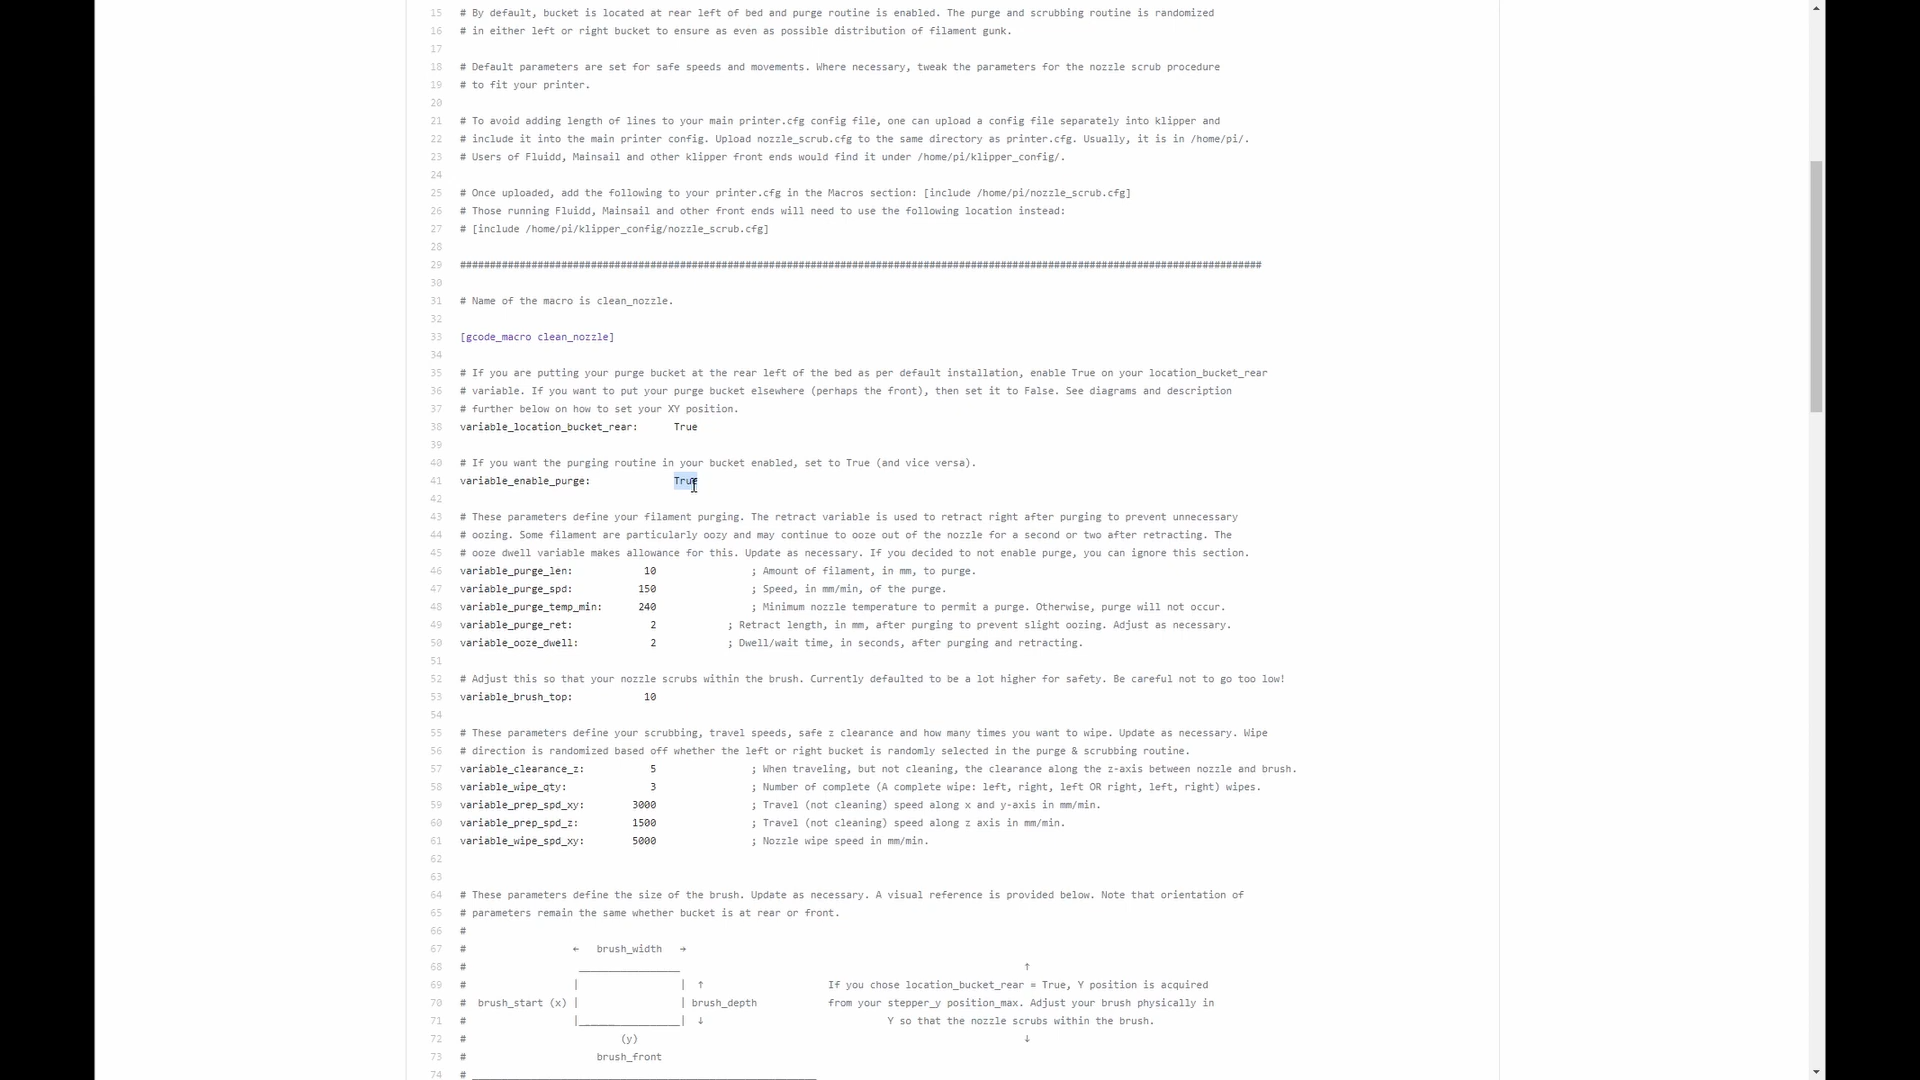 15 # By default, bucket is located at rear left of bed and purge routine is enabled. The purge and scrubbing routine is randomized
16 # in either left or right bucket to ensure as even as possible distribution of filament gunk.
17
18 # Default parameters are set for safe speeds and movements. Where necessary, tweak the parameters for the nozzle scrub procedure
19 # to fit your printer.
20
21 # To avoid adding length of lines to your main printer.cfg config file, one can upload a config file separately into klipper and
22 # include it into the main printer config. Upload nozzle_scrub.cfg to the same directory as printer.cfg. Usually, it is in /home/pi/.
23 # Users of Fluidd, Mainsail and other klipper front ends would find it under /home/pi/klipper_config/.
24
25 # Once uploaded, add the following to your printer.cfg in the Macros section: [include /home/pi/nozzle_scrub.cfg]
26 # Those running Fluidd, Mainsail and other front ends will need to use the following location instead:
27 # [include /home/pi/klipper_config/nozzle_scrub.cfg]
28
29 #######################################################################################################################################
30
31 # Name of the macro is clean_nozzle.
32
33 [gcode_macro clean_nozzle]
34
35 # If you are putting your purge bucket at the rear left of the bed as per default installation, enable True on your location_bucket_rear
36 # variable. If you want to put your purge bucket elsewhere (perhaps the front), then set it to False. See diagrams and description
37 # further below on how to set your XY position.
38 variable_location_bucket_rear: True
39
40 # If you want the purging routine in your bucket enabled, set to True (and vice versa).
41 variable_enable_purge: True
42
43 # These parameters define your filament purging. The retract variable is used to retract right after purging to prevent unnecessary
44 # oozing. Some filament are particularly oozy and may continue to ooze out of the nozzle for a second or two after retracting. The
45 # ooze dwell variable makes allowance for this. Update as necessary. If you decided to not enable purge, you can ignore this section.
46 variable_purge_len: 10 ; Amount of filament, in mm, to purge.
47 variable_purge_spd: 150 ; Speed, in mm/min, of the purge.
48 variable_purge_temp_min: 240 ; Minimum nozzle temperature to permit a purge. Otherwise, purge will not occur.
49 variable_purge_ret: 2 ; Retract length, in mm, after purging to prevent slight oozing. Adjust as necessary.
50 variable_ooze_dwell: 2 ; Dwell/wait time, in seconds, after purging and retracting.
51
52 # Adjust this so that your nozzle scrubs within the brush. Currently defaulted to be a lot higher for safety. Be careful not to go too low!
53 variable_brush_top: 10
54
55 # These parameters define your scrubbing, travel speeds, safe z clearance and how many times you want to wipe. Update as necessary. Wipe
56 # direction is randomized based off whether the left or right bucket is randomly selected in the purge & scrubbing routine.
57 variable_clearance_z: 5 ; When traveling, but not cleaning, the clearance along the z-axis between nozzle and brush.
58 variable_wipe_qty: 3 ; Number of complete (A complete wipe: left, right, left OR right, left, right) wipes.
59 variable_prep_spd_xy: 3000 ; Travel (not cleaning) speed along x and y-axis in mm/min.
60 variable_prep_spd_z: 1500 ; Travel (not cleaning) speed along z axis in mm/min.
61 variable_wipe_spd_xy: 5000 ; Nozzle wipe speed in mm/min.
62
63
64 # These parameters define the size of the brush. Update as necessary. A visual reference is provided below. Note that orientation of
65 # parameters remain the same whether bucket is at rear or front.
66 #
67 # ← brush_width →
68 # _________________ ↑
69 # | | ↑ If you chose location_bucket_rear = True, Y position is acquired
70 # brush_start (x) | | brush_depth from your stepper_y position_max. Adjust your brush physically in
71 # |_________________| ↓ Y so that the nozzle scrubs within the brush.
72 # (y) ↓
73 # brush_front
74 # __________________________________________________________